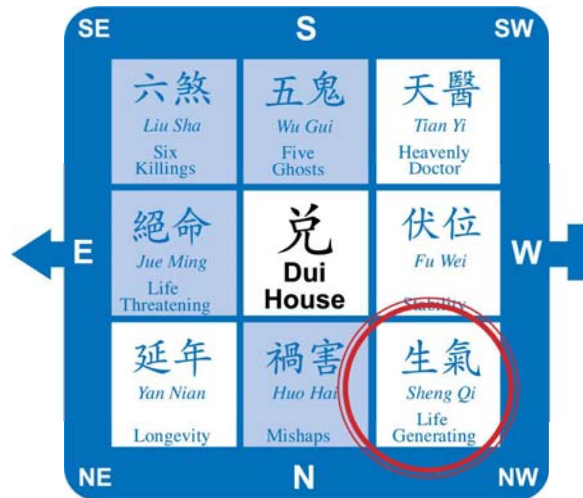 SE
S
SW
六煞
Liu Sha
Six
Killings
五鬼
Wu Gui
Five
Ghosts
天醫
Tian Yi
Heavenly
Doctor
E
絕命
Jue Ming
Life
Threatening
兑
Dui
House
伏位
Fu Wei
Stability
W
延年
Yan Nian
Longevity
禍害
Huo Hai
Mishaps
生氣
Sheng Qi
Life
Generating
NE
N
NW